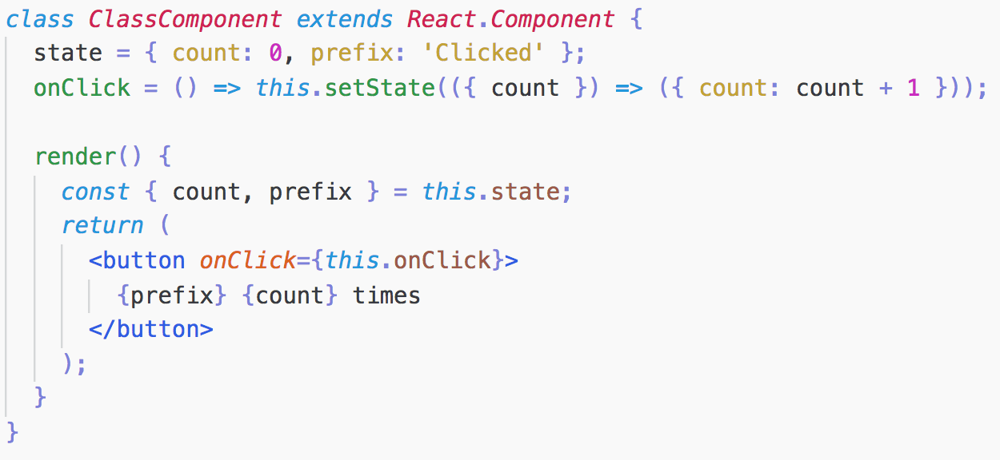 class ClassComponent extends React.Component {
  state = { count: 0, prefix: 'Clicked' };
  onClick = () => this.setState(({ count }) => ({ count: count + 1 }));

  render() {
    const { count, prefix } = this.state;
    return (
      <button onClick={this.onClick}>
        {prefix} {count} times
      </button>
    );
  }
}